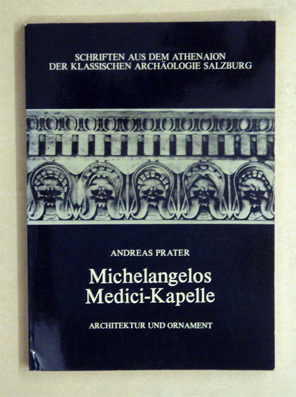 SCHRIFTEN AUS DEM ATHENAION
DER KLASSISCHEN ARCHÄOLOGIE SALZBURG
ANDREAS PRATER
Michelangelos
Medici-Kapelle
ARCHITEKTUR UND ORNAMENT